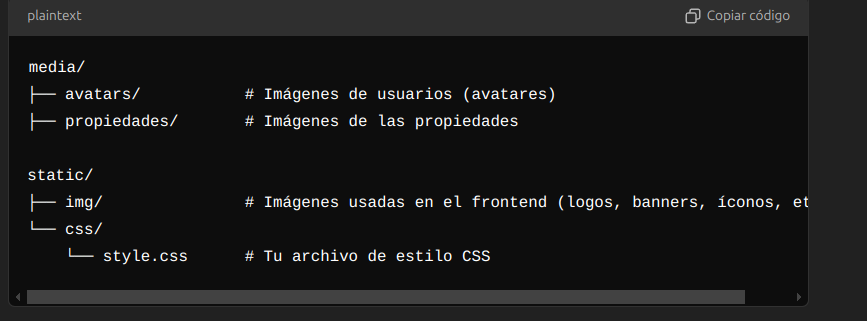 plaintext
Copiar código
media/
├── avatars/           # Imágenes de usuarios (avatares)
├── propiedades/       # Imágenes de las propiedades
static/
├── img/               # Imágenes usadas en el frontend (logos, banners, íconos, et
└── css/
    └── style.css      # Tu archivo de estilo CSS